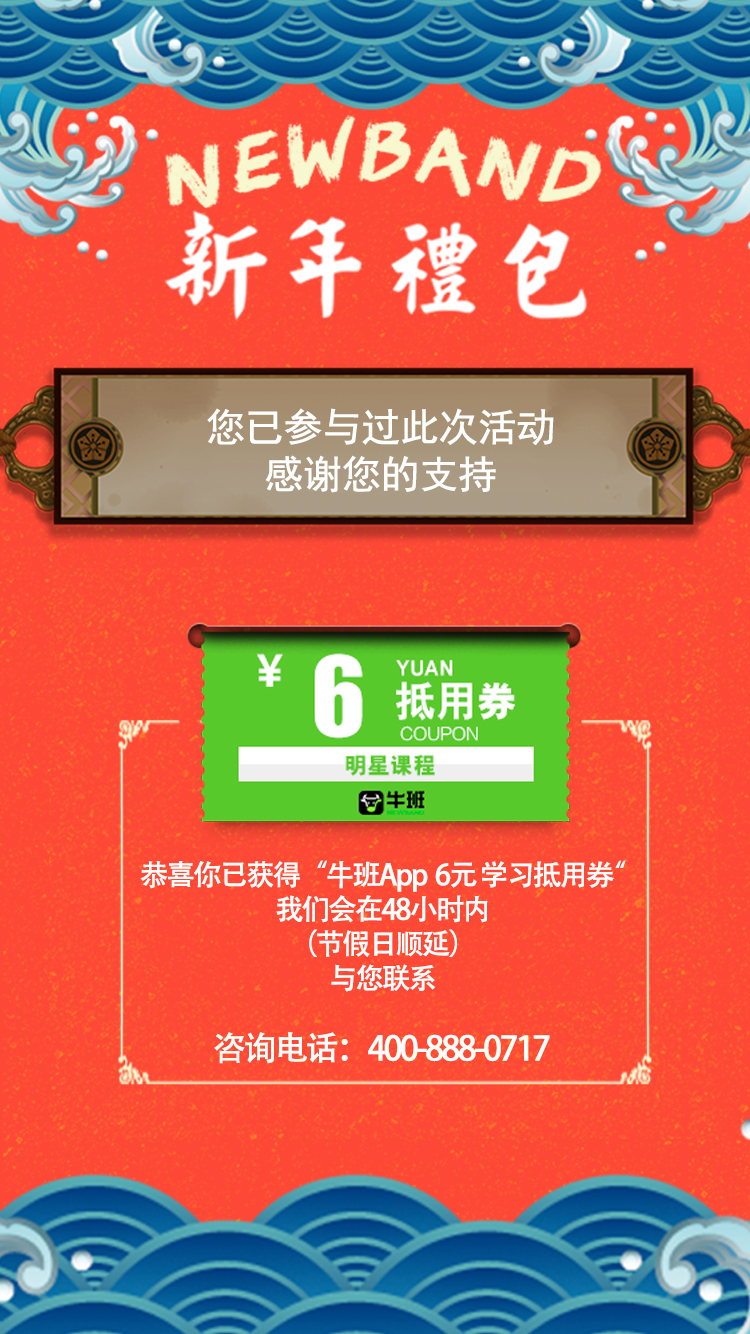 NEWBAND
新年禮包
您已参与过此次活动
感谢您的支持
¥ 6 YUAN
抵用券
COUPON
明星课程
牛班
NEWBAND
恭喜你已获得“牛班App 6元 学习抵用券“
我们会在48小时内
(节假日顺延)
与您联系
咨询电话：400-888-0717